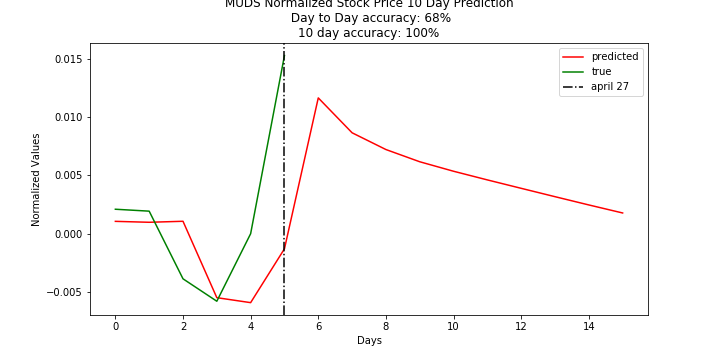 MUDS Normalized Stock Price 10 Day Prediction
Day to Day accuracy: 68%
10 day accuracy: 100%
predicted
true
april 27
0.015
0.010
0.005
0.000
−0.005
Normalized Values
0 2 4 6 8 10 12 14
Days